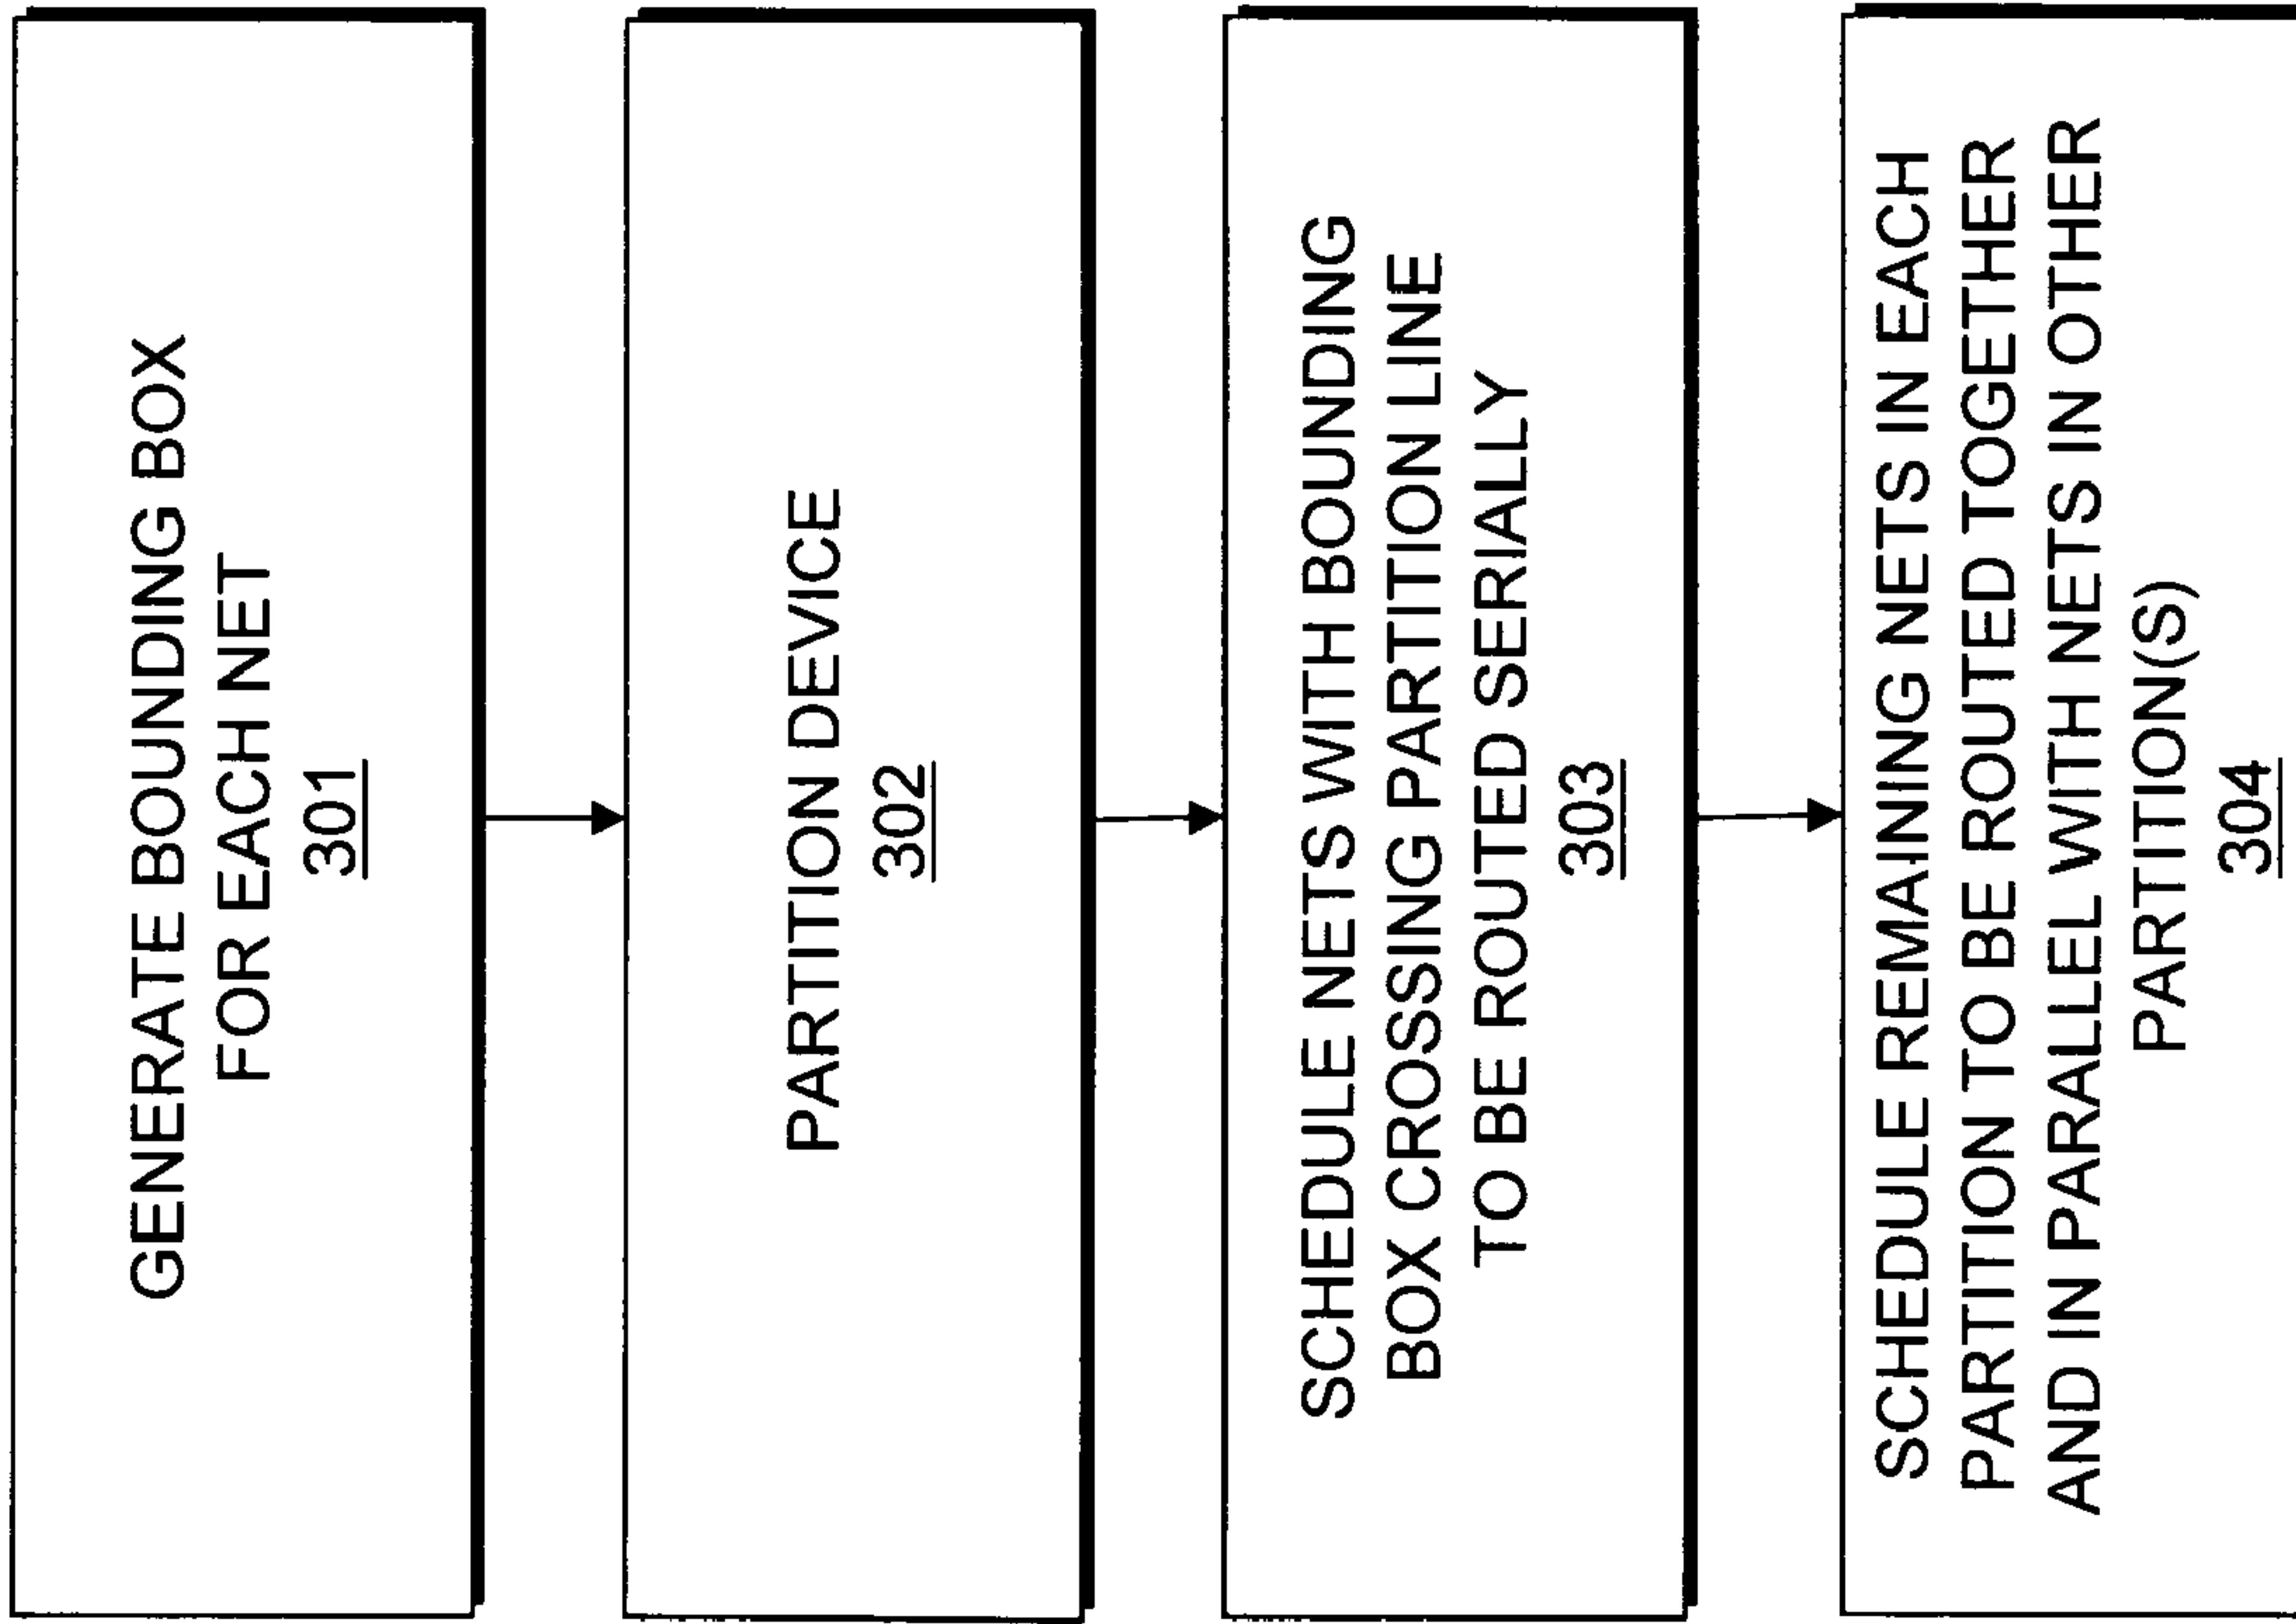 GENERATE BOUNDING BOX
FOR EACH NET
301
PARTITION DEVICE
302
SCHEDULE NETS WITH BOUNDING
BOX CROSSING PARTITION LINE
TO BE ROUTED SERIALLY
303
SCHEDULE REMAINING NETS IN EACH
PARTITION TO BE ROUTED TOGETHER
AND IN PARALLEL WITH NETS IN OTHER
PARTITION(S)
304